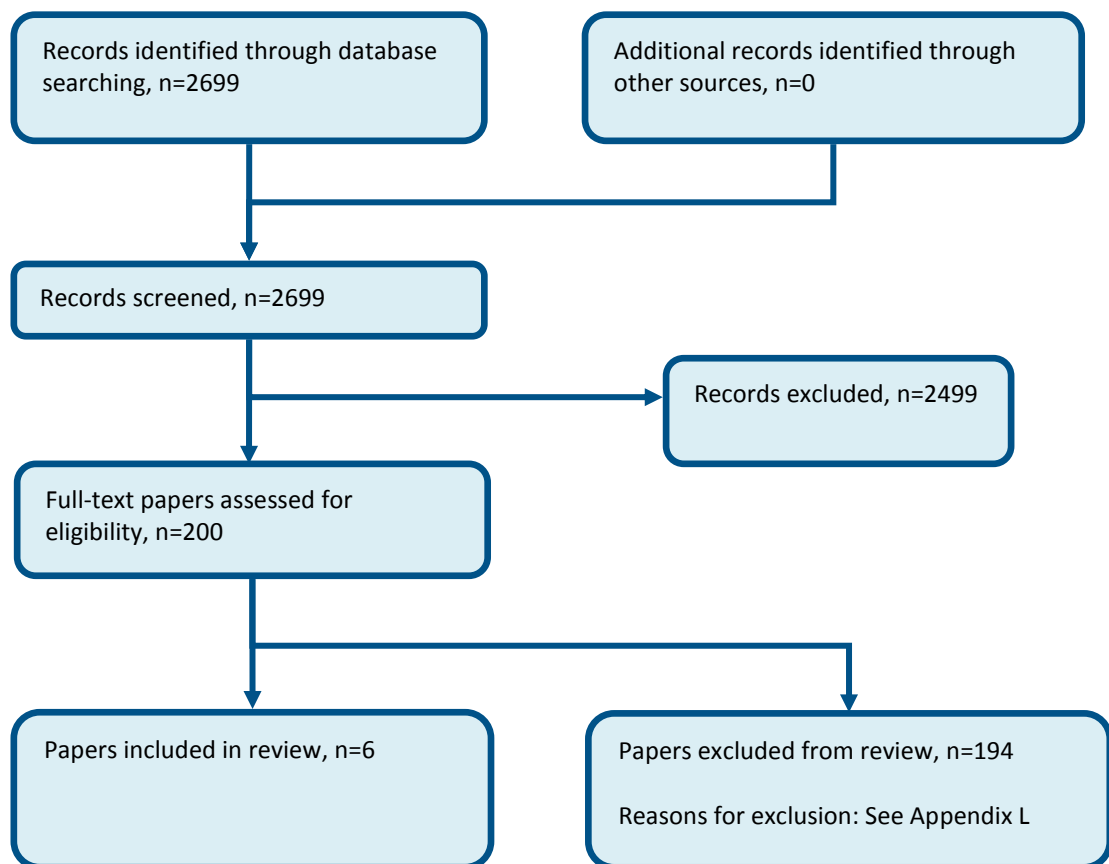 Records identified through database
searching, n=2699
Additional records identified through
other sources, n=0
Records screened, n=2699
Records excluded, n=2499
Full-text papers assessed for
eligibility, n=200
Papers included in review, n=6
Papers excluded from review, n=194
Reasons for exclusion: See Appendix L